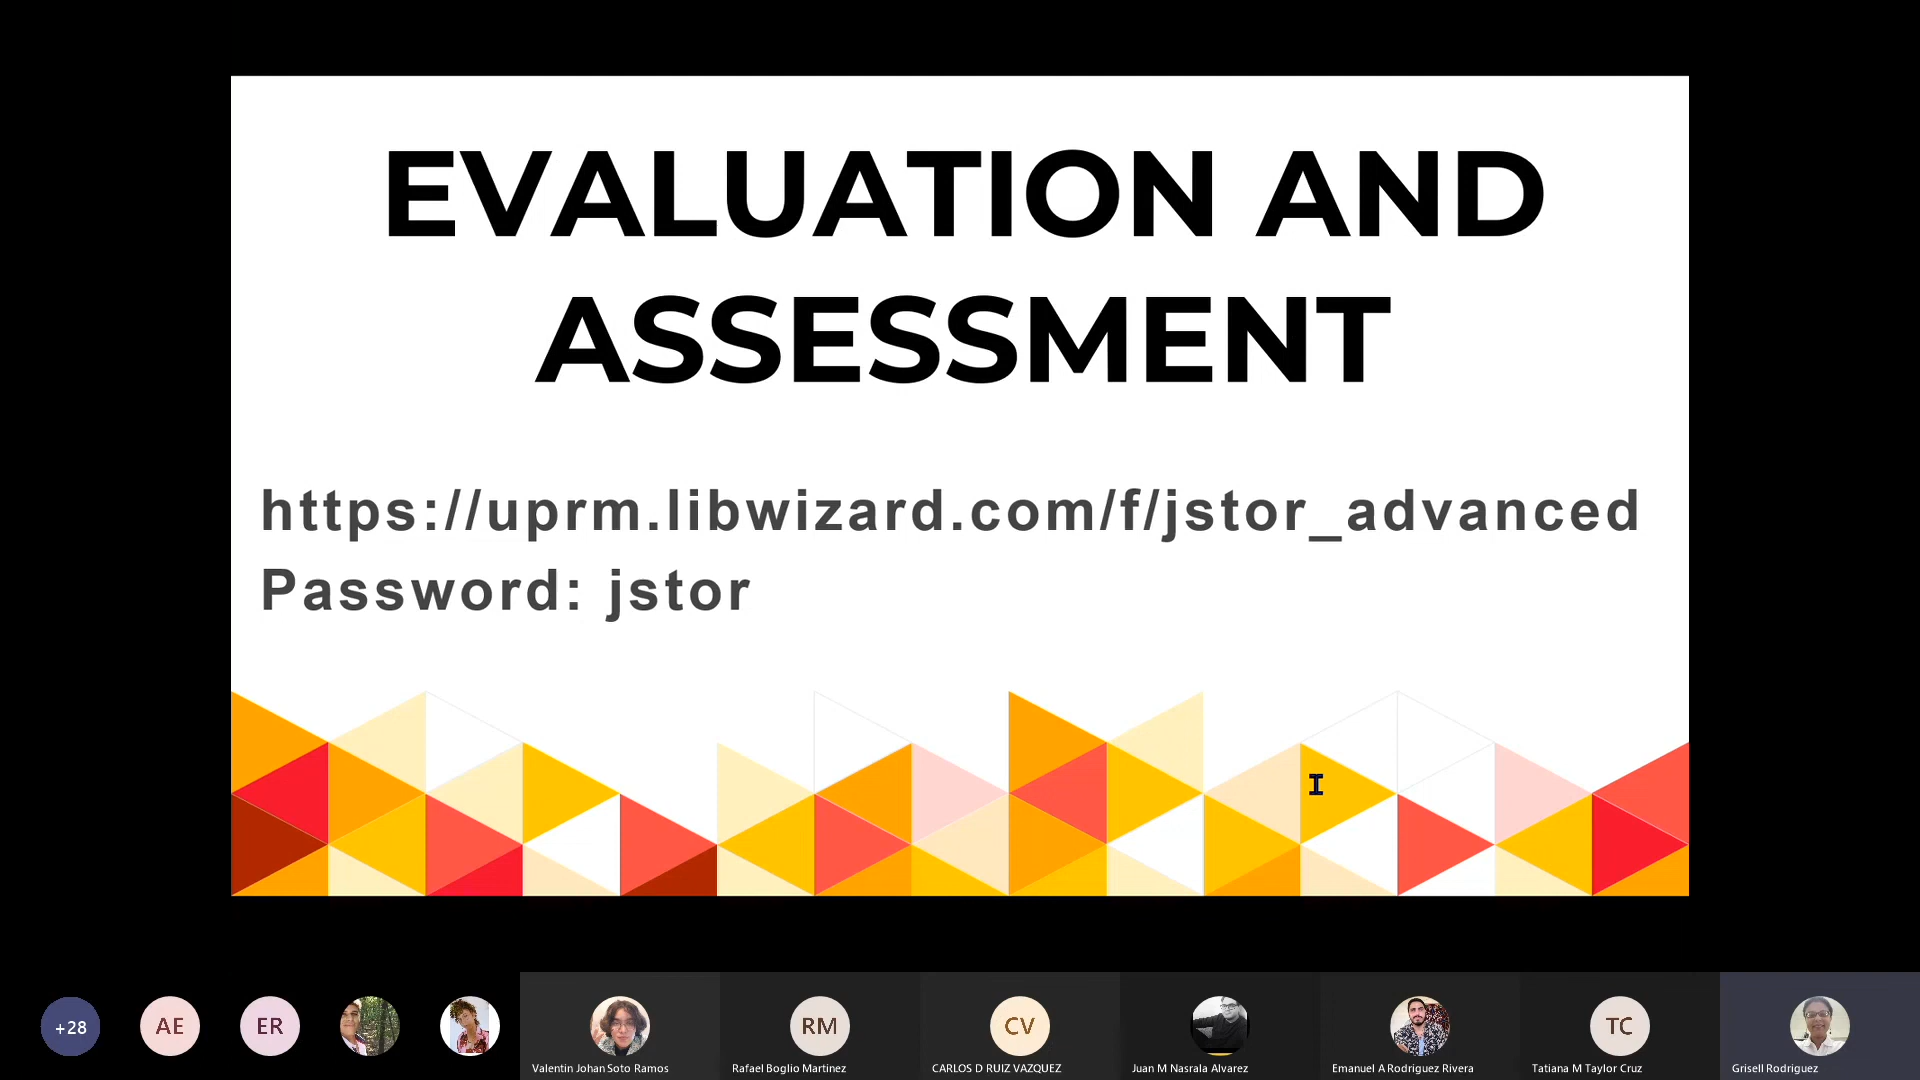 EVALUATION AND
ASSESSMENT
https://uprm.libwizard.com/f/jstor_advanced
Password: jstor
+28
AE
ER
RM
CV
TC
Valentin Johan Soto Ramos
Rafael Boglio Martinez
CARLOS D RUIZ VAZQUEZ
Juan M Nasrala Alvarez
Emanuel A Rodriguez Rivera
Tatiana M Taylor Cruz
Grisell Rodriguez